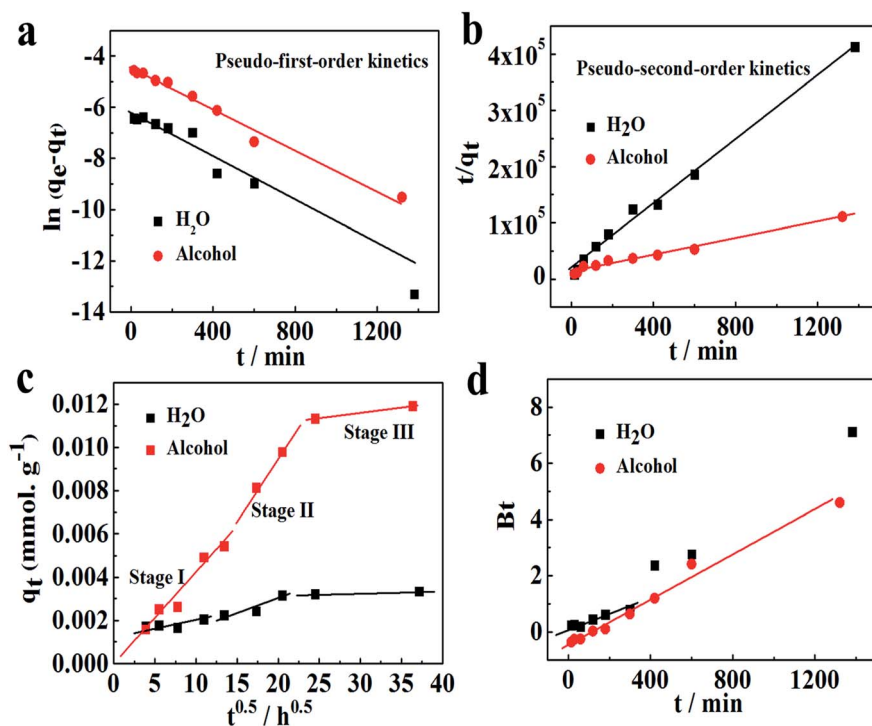 a
Pseudo-first-order kinetics
-4
-6
-8
-10
-12
-14
ln (qe-qt)
H2O
Alcohol
0
400
800
1200
t / min
b
Pseudo-second-order kinetics
4x10^5
3x10^5
2x10^5
1x10^5
0
t/qt
H2O
Alcohol
0
400
800
1200
t / min
c
0.012
0.010
0.008
0.006
0.004
0.002
0.000
qt (mmol. g-1)
H2O
Alcohol
Stage I
Stage II
Stage III
0
5
10
15
20
25
30
35
40
t^0.5 / h^0.5
d
8
6
4
2
0
Bt
H2O
Alcohol
0
400
800
1200
t / min